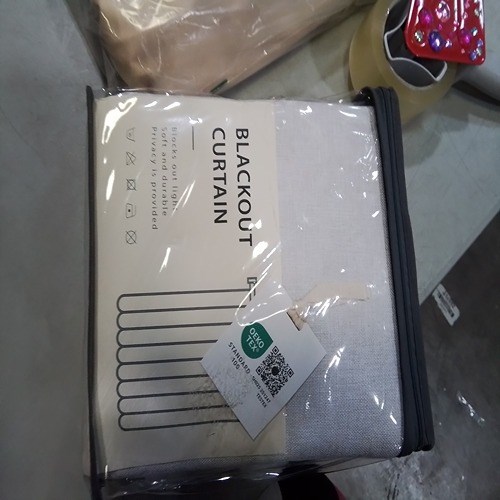 BLACKOUT
CURTAIN
Blocks out light
Soft and durable
Privacy is provided
OEKO
TEX®
STANDARD
100